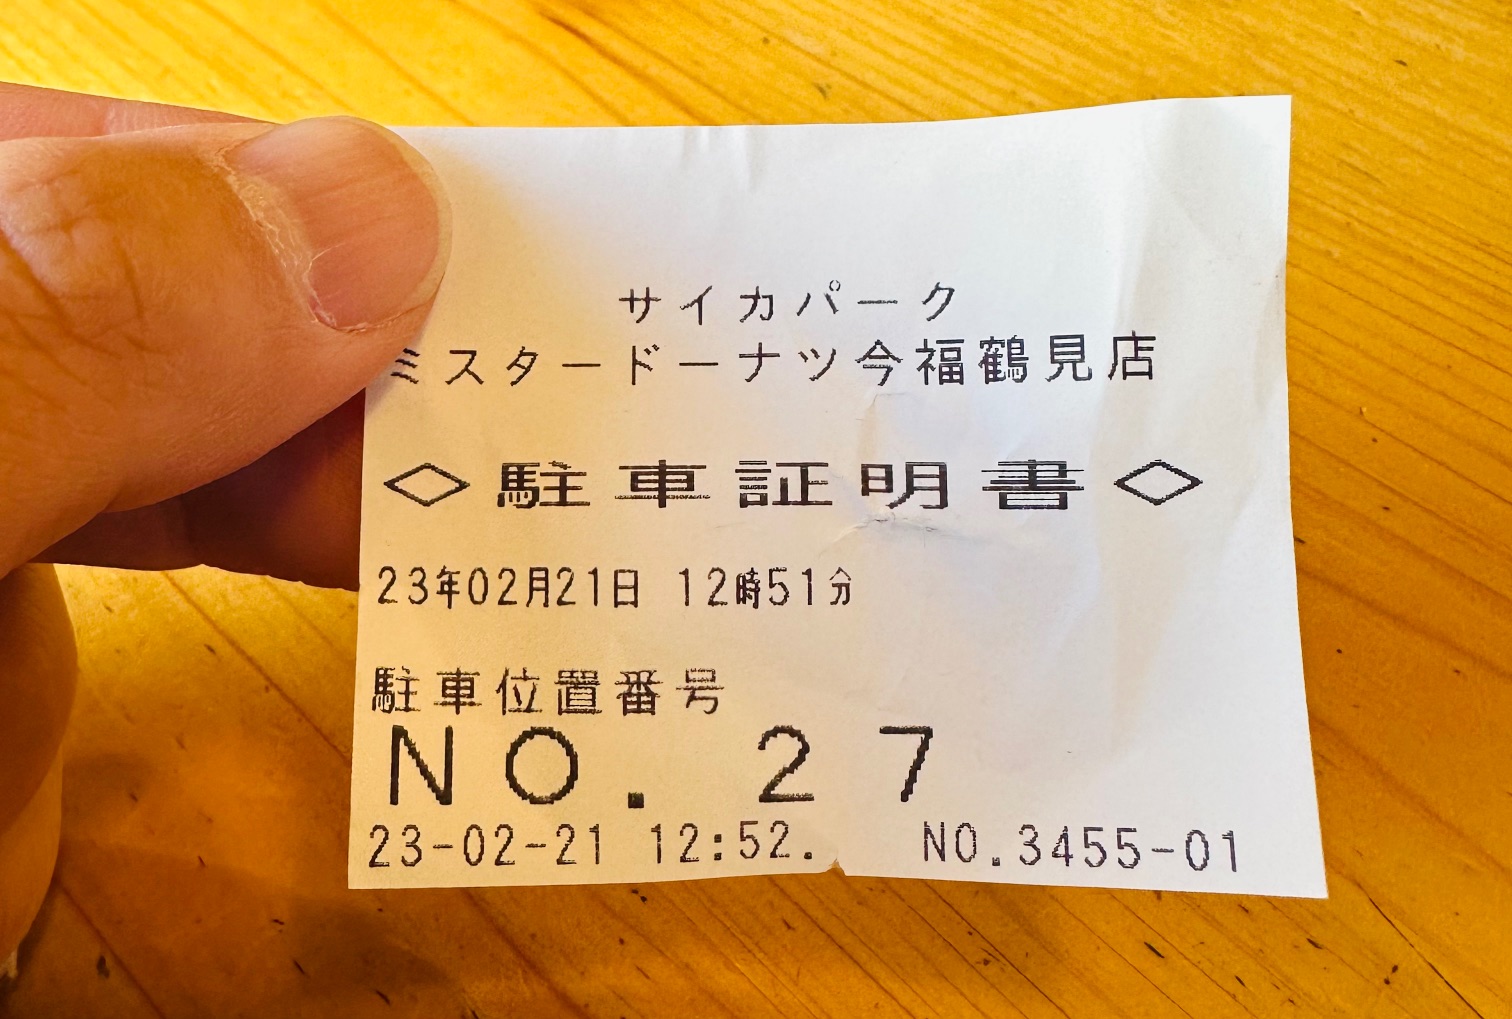 サイカパーク
ミスタードーナツ今福鶴見店
◇駐車証明書◇
23年02月21日 12時51分
駐車位置番号
NO. 27
23-02-21 12:52. NO.3455-01